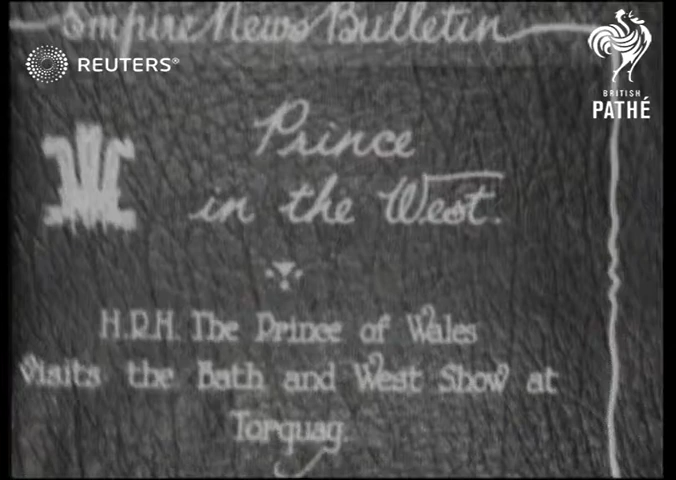 Empire News Bulletin
REUTERS®
BRITISH
PATHÉ
Prince
in the West.
H.R.H. The Prince of Wales
Visits the Bath and West Show at
Torquay.